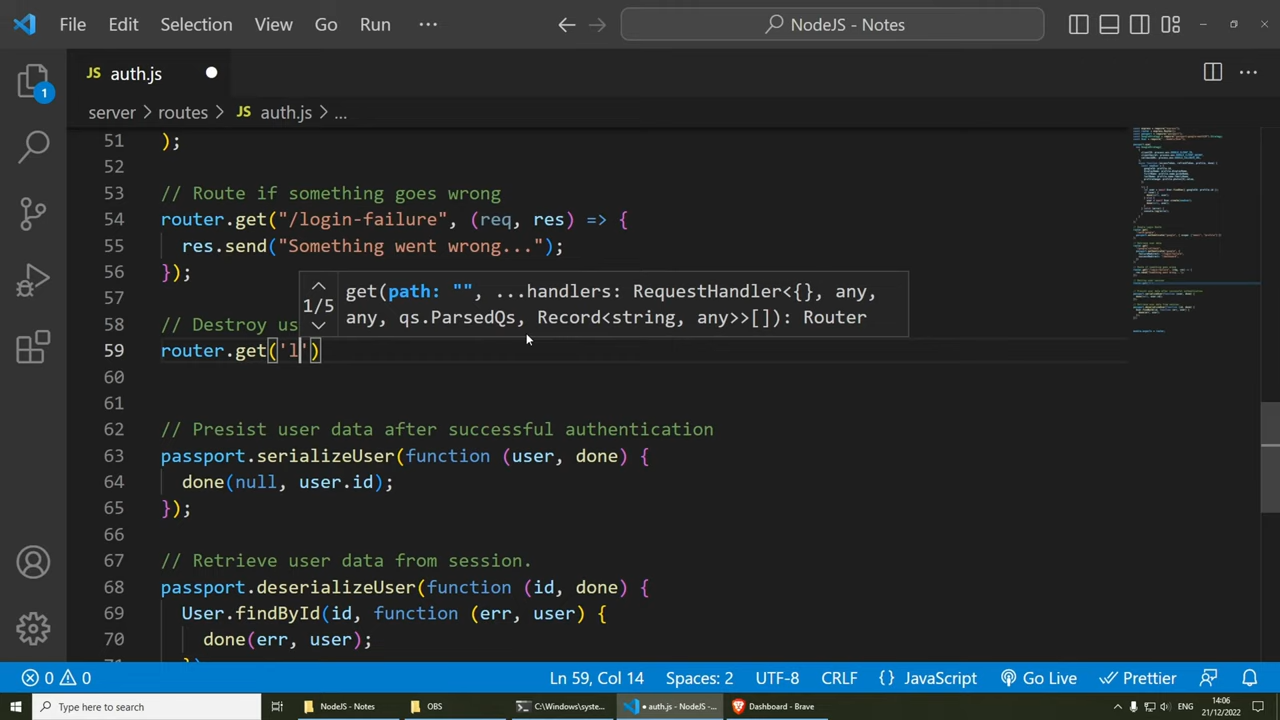 File Edit Selection View Go Run ··· NodeJS - Notes
JS auth.js
1
server > routes > JS auth.js > ...
51 );
52
53 // Route if something goes wrong
54 router.get("/login-failure", (req, res) => {
55 res.send("Something went wrong...");
56 });
57
58 // Destroy us
59 router.get('l')
1/5
get(path: "", ...handlers: RequestHandler<{}, any,
any, qs.ParsedQs, Record<string, any>>[]): Router
60
61
62 // Presist user data after successful authentication
63 passport.serializeUser(function (user, done) {
64 done(null, user.id);
65 });
66
67 // Retrieve user data from session.
68 passport.deserializeUser(function (id, done) {
69 User.findById(id, function (err, user) {
70 done(err, user);
71 })
0 0 Ln 59, Col 14 Spaces: 2 UTF-8 CRLF {} JavaScript Go Live Prettier
Type here to search NodeJS - Notes OBS C:\Windows\syste... auth.js - NodeJS -... Dashboard - Brave ENG 14:06
21/12/2022